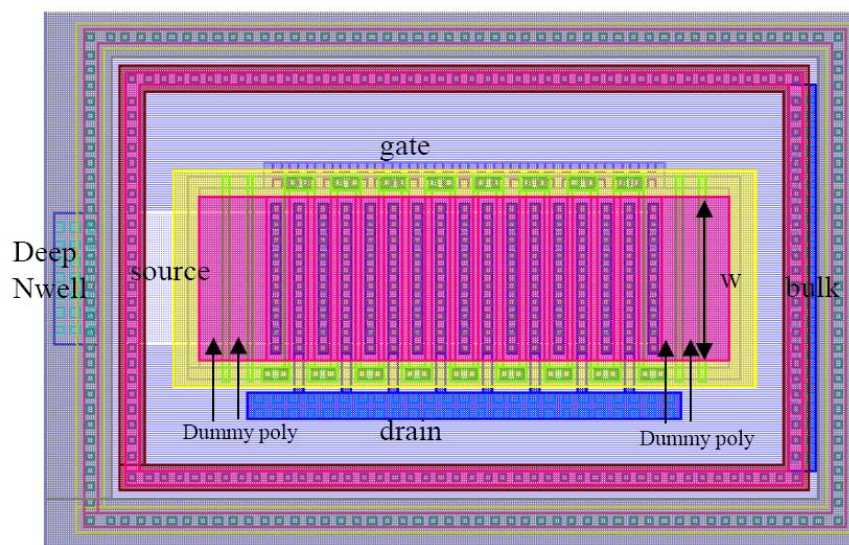 gate
Deep
Nwell
source
W
bulk
Dummy poly
drain
Dummy poly